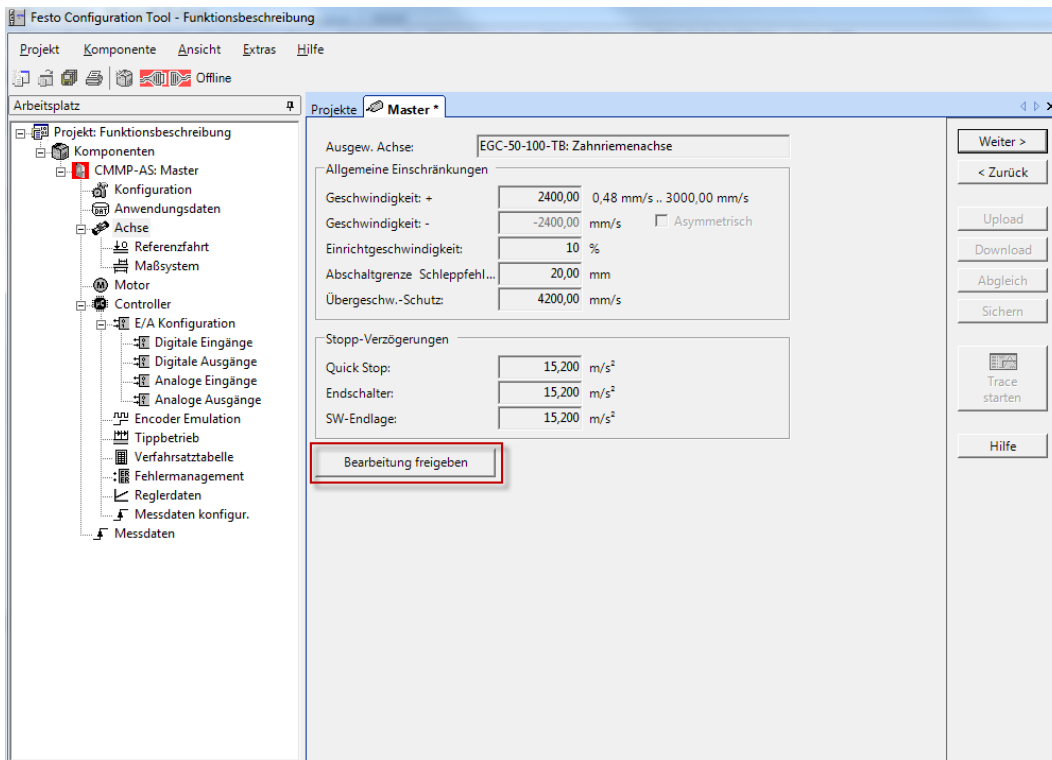 Festo Configuration Tool - Funktionsbeschreibung
Projekt Komponente Ansicht Extras Hilfe
Offline
Arbeitsplatz
Projekt: Funktionsbeschreibung
Komponenten
CMMP-AS: Master
Konfiguration
Anwendungsdaten
Achse
Referenzfahrt
Maßsystem
Motor
Controller
E/A Konfiguration
Digitale Eingänge
Digitale Ausgänge
Analoge Eingänge
Analoge Ausgänge
Encoder Emulation
Tippbetrieb
Verfahrsatztabelle
Fehlermanagement
Reglerdaten
Messdaten konfigur.
Messdaten
Projekte Master *
Ausgew. Achse: EGC-50-100-TB: Zahnriemenachse
Allgemeine Einschränkungen
Geschwindigkeit: + 2400,00 0,48 mm/s .. 3000,00 mm/s
Geschwindigkeit: - -2400,00 mm/s Asymmetrisch
Einrichtgeschwindigkeit: 10 %
Abschaltgrenze Schleppfehl... 20,00 mm
Übergeschw.-Schutz: 4200,00 mm/s
Stopp-Verzögerungen
Quick Stop: 15,200 m/s²
Endschalter: 15,200 m/s²
SW-Endlage: 15,200 m/s²
Bearbeitung freigeben
Weiter >
< Zurück
Upload
Download
Abgleich
Sichern
Trace
starten
Hilfe